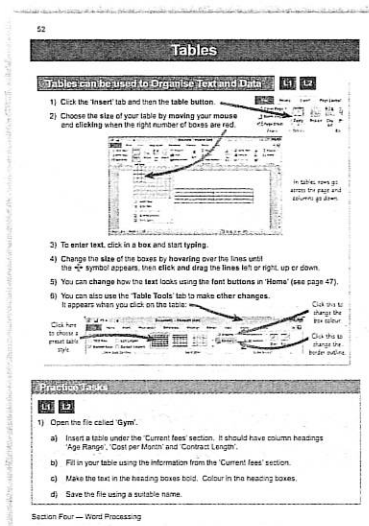 52
Tables
Tables can be used to Organise Text and Data L1 L2
1) Click the 'Insert' tab and then the table button.
2) Choose the size of your table by moving your mouse
and clicking when the right number of boxes are red.
In tables, rows go
across the page and
columns go down.
3) To enter text, click in a box and start typing.
4) Change the size of the boxes by hovering over the lines until
the symbol appears, then click and drag the lines left or right, up or down.
5) You can change how the text looks using the font buttons in 'Home' (see page 47).
6) You can also use the 'Table Tools' tab to make other changes.
It appears when you click on the table:
Click here
to choose a
preset table
style.
Click this to
change the
box colour.
Click this to
change the
border outline.
Practice Tasks
L1 L2
1) Open the file called 'Gym'.
a) Insert a table under the 'Current fees' section. It should have column headings
'Age Range', 'Cost per Month' and 'Contract Length'.
b) Fill in your table using the information from the 'Current fees' section.
c) Make the text in the heading boxes bold. Colour in the heading boxes.
d) Save the file using a suitable name.
Section Four — Word Processing